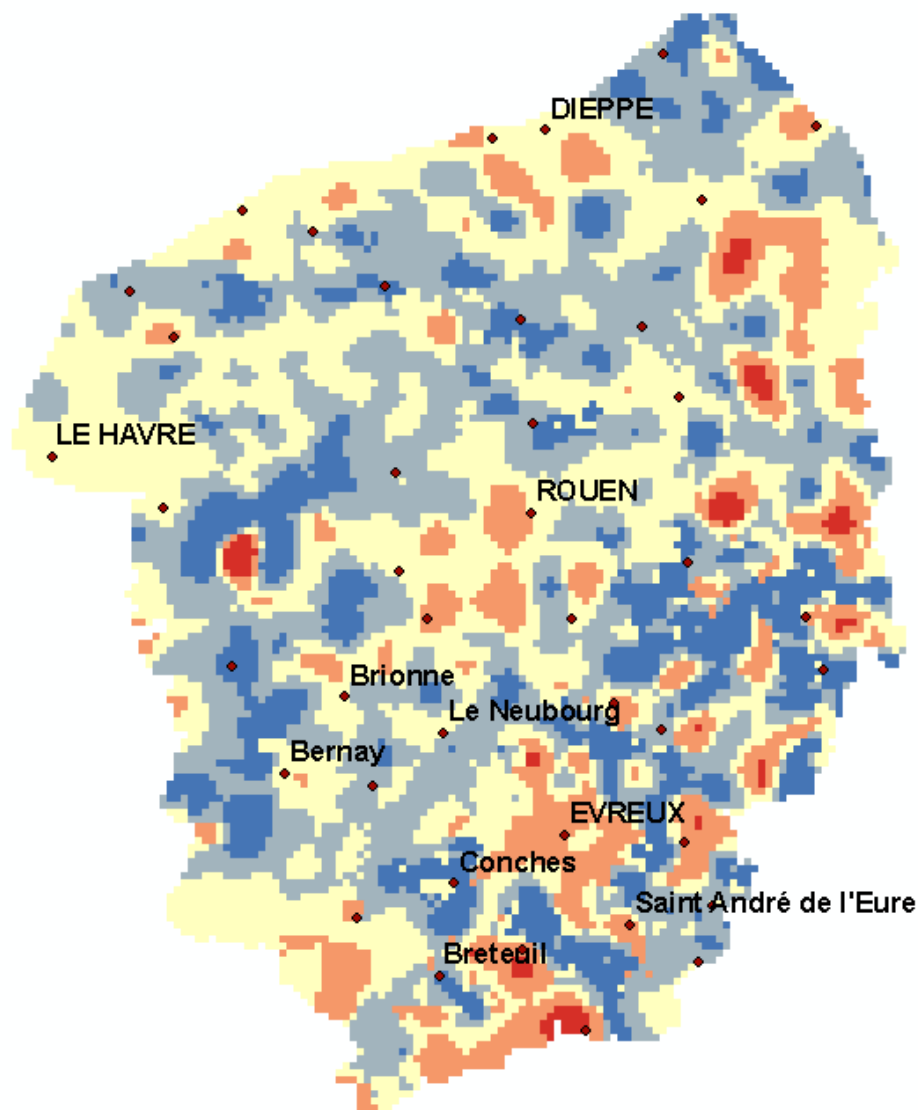 DIEPPE
LE HAVRE
ROUEN
Brionne
Le Neubourg
Bernay
EVREUX
Conches
Saint André de l'Eure
Breteuil